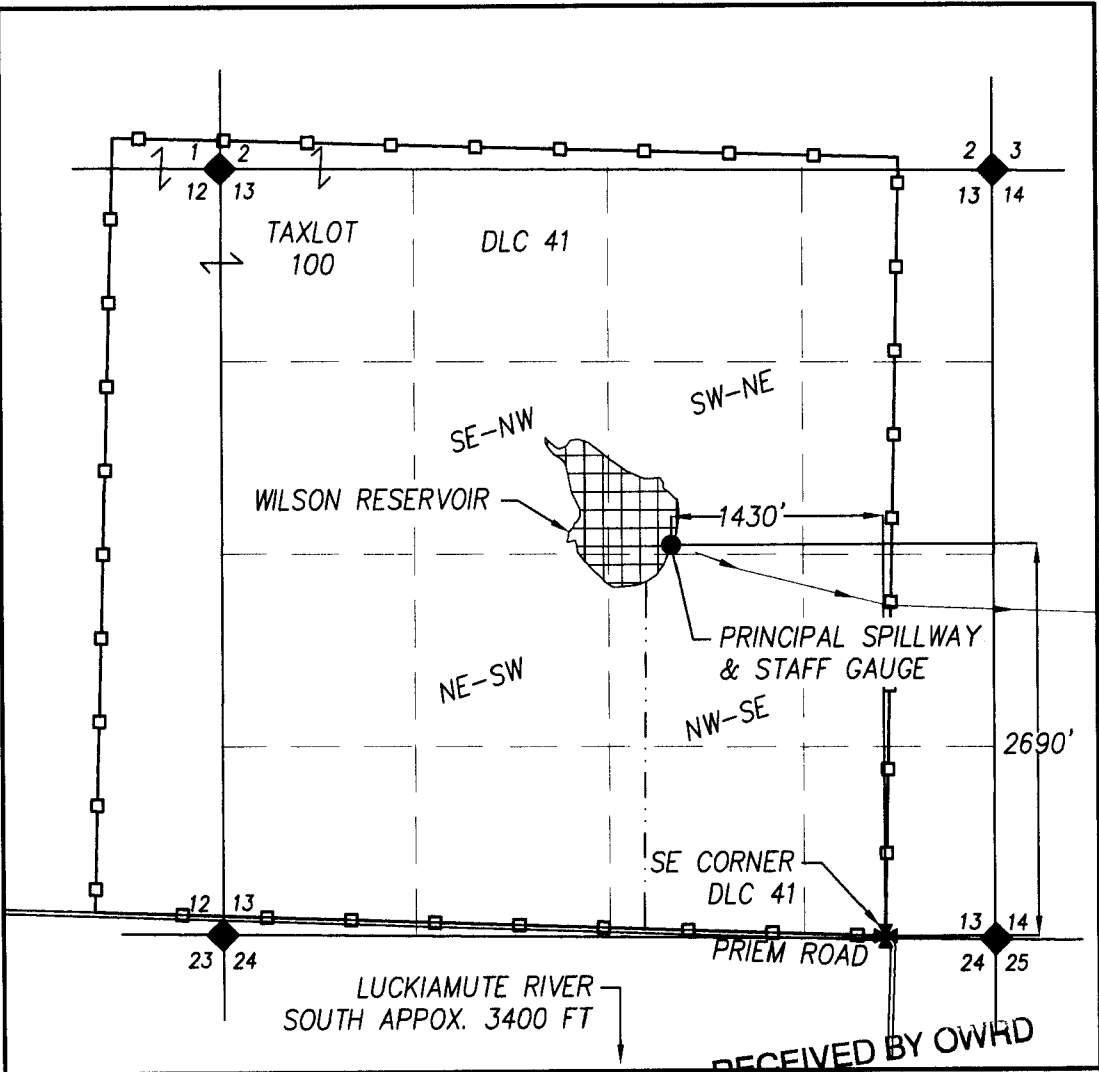 1 2
12 13
2 3
13 14
TAXLOT
100
DLC 41
SW-NE
SE-NW
WILSON RESERVOIR
1430'
PRINCIPAL SPILLWAY
& STAFF GAUGE
NE-SW
NW-SE
2690'
SE CORNER
DLC 41
12 13
23 24
13 14
24 25
PRIEM ROAD
LUCKIAMUTE RIVER
SOUTH APPOX. 3400 FT
RECEIVED BY OWRD